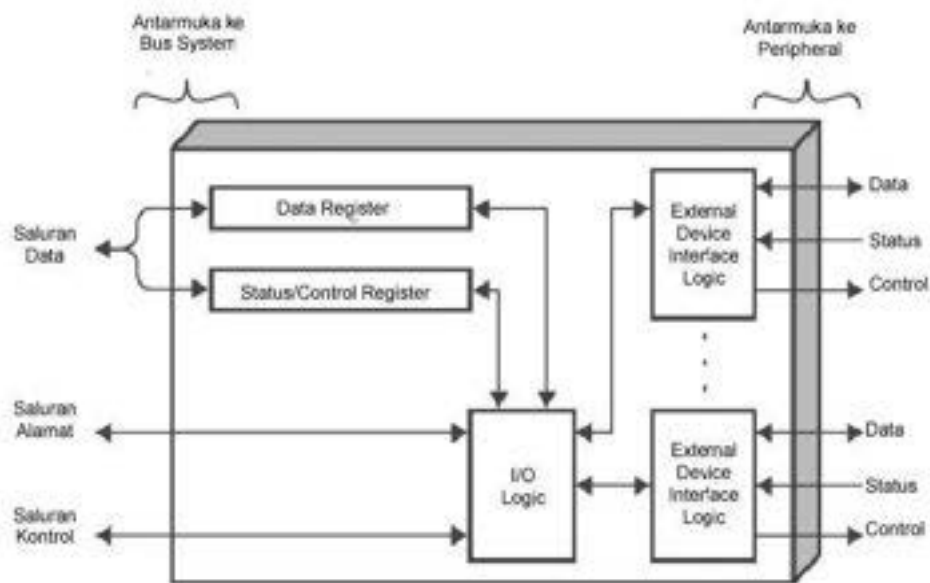 Antarmuka ke
Bus System
Antarmuka ke
Peripheral
Saluran
Data
Data Register
Status/Control Register
External
Device
Interface
Logic
Data
Status
Control
Saluran
Alamat
Saluran
Kontrol
I/O
Logic
External
Device
Interface
Logic
Data
Status
Control